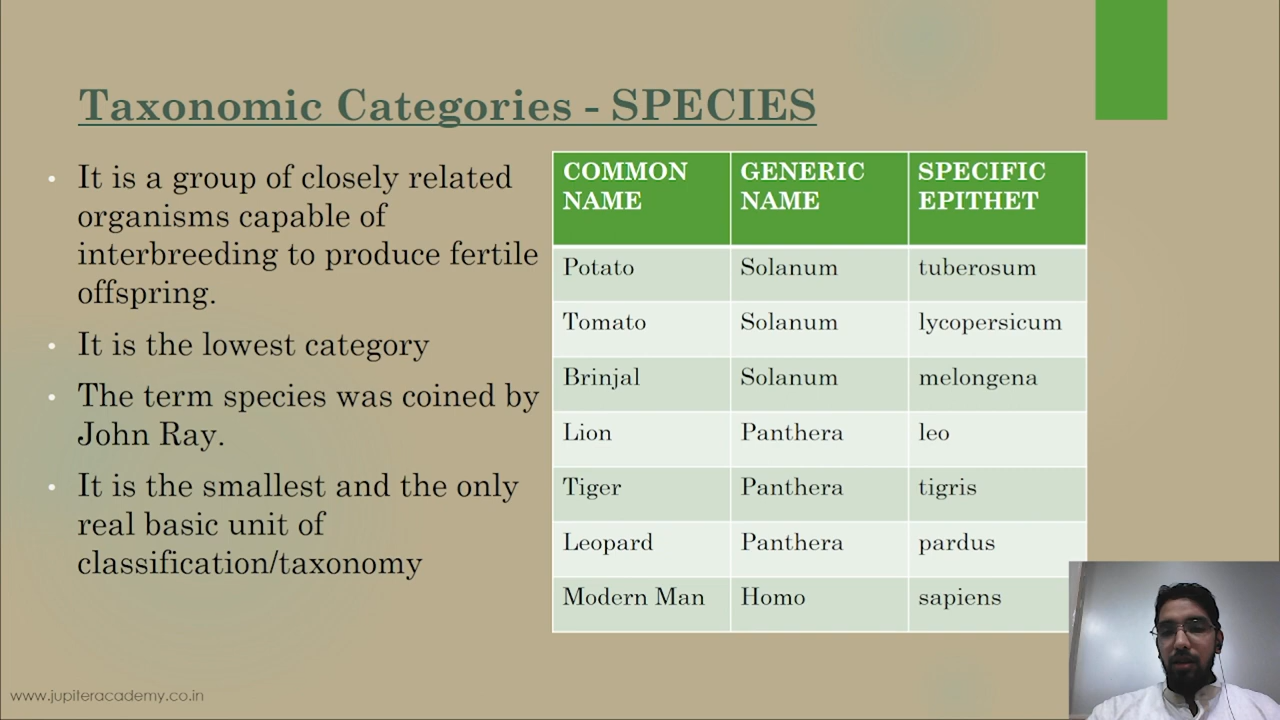 Taxonomic Categories - SPECIES
• It is a group of closely related
organisms capable of
interbreeding to produce fertile
offspring.
• It is the lowest category
• The term species was coined by
John Ray.
• It is the smallest and the only
real basic unit of
classification/taxonomy
COMMON NAME GENERIC NAME SPECIFIC EPITHET
Potato Solanum tuberosum
Tomato Solanum lycopersicum
Brinjal Solanum melongena
Lion Panthera leo
Tiger Panthera tigris
Leopard Panthera pardus
Modern Man Homo sapiens
www.jupiteracademy.co.in